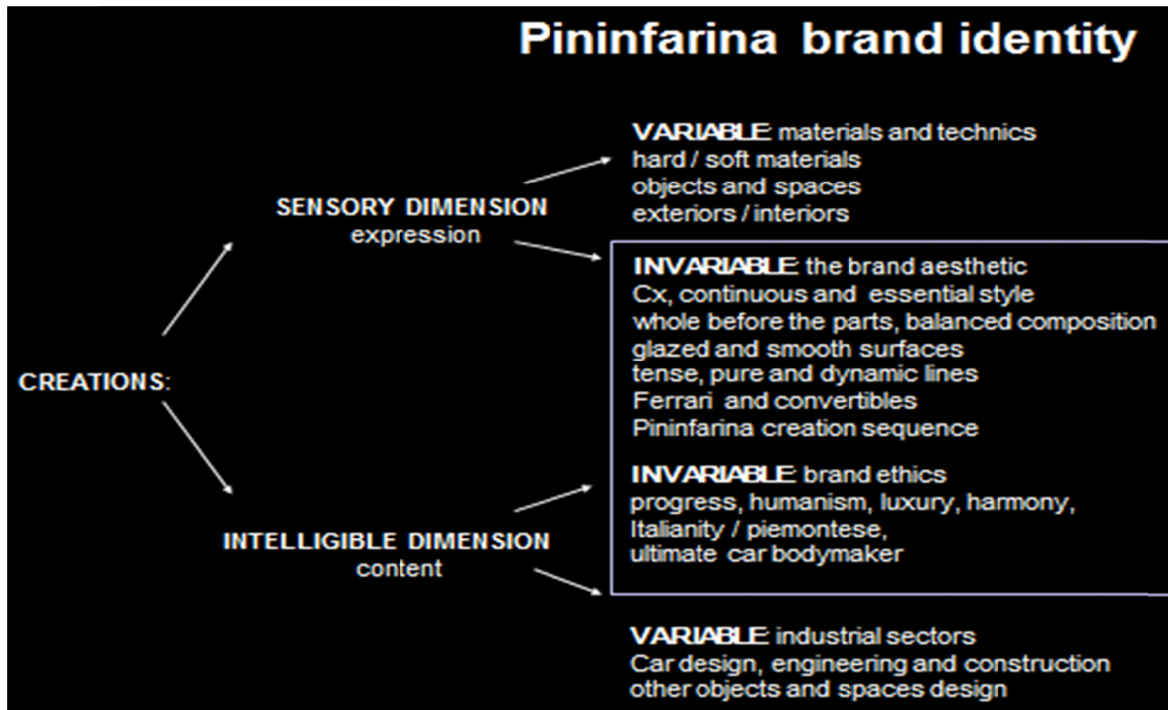 Pininfarina brand identity
VARIABLE: materials and technics
hard / soft materials
objects and spaces
exteriors / interiors
SENSORY DIMENSION
expression
INVARIABLE: the brand aesthetic
Cx, continuous and essential style
whole before the parts, balanced composition
glazed and smooth surfaces
tense, pure and dynamic lines
Ferrari and convertibles
Pininfarina creation sequence
CREATIONS:
INVARIABLE: brand ethics
progress, humanism, luxury, harmony,
Italianity / piemontese,
ultimate car bodymaker
INTELLIGIBLE DIMENSION
content
VARIABLE: industrial sectors
Car design, engineering and construction
other objects and spaces design